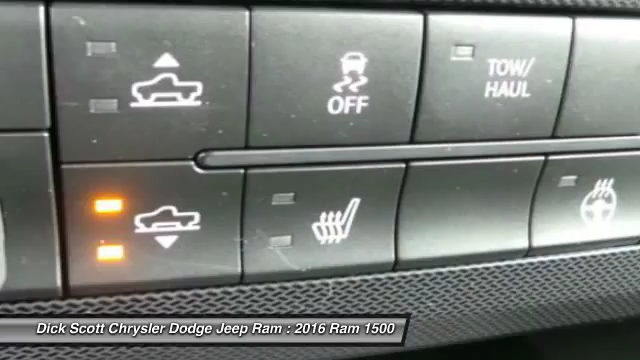 OFF
TOW/
HAUL
Dick Scott Chrysler Dodge Jeep Ram : 2016 Ram 1500